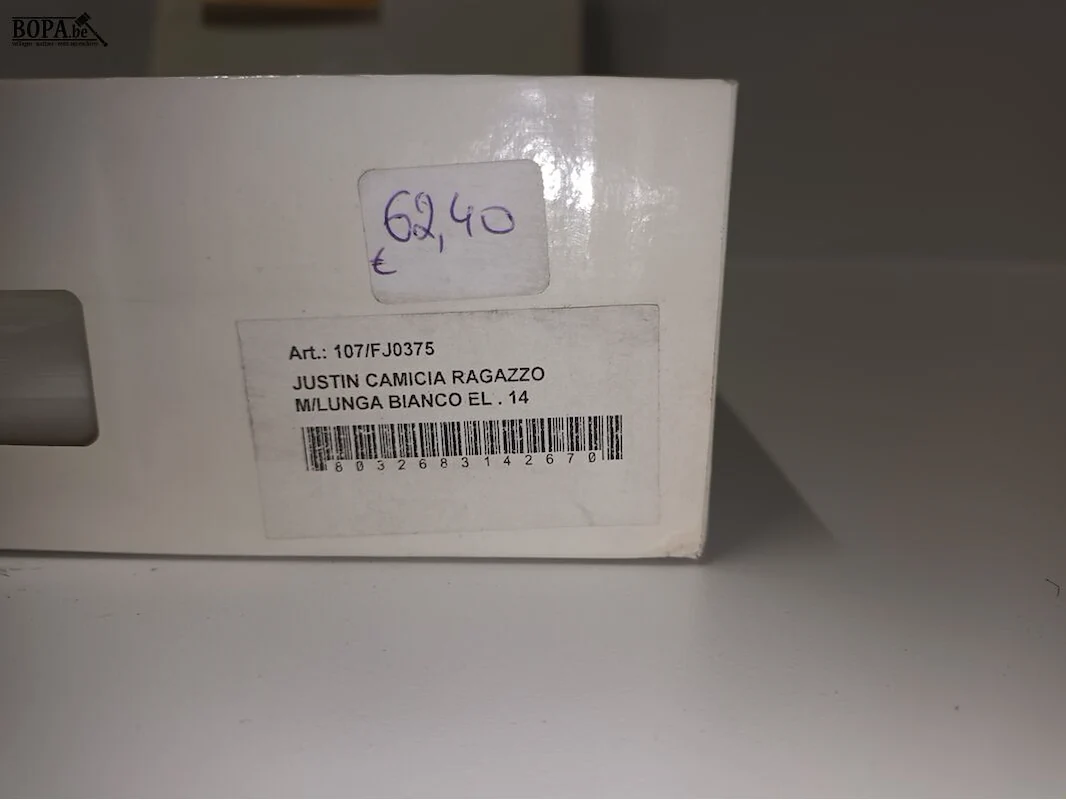 BOPA.be
62,40
€
Art.: 107/FJ0375
JUSTIN CAMICIA RAGAZZO
M/LUNGA BIANCO EL . 14
8032683142670